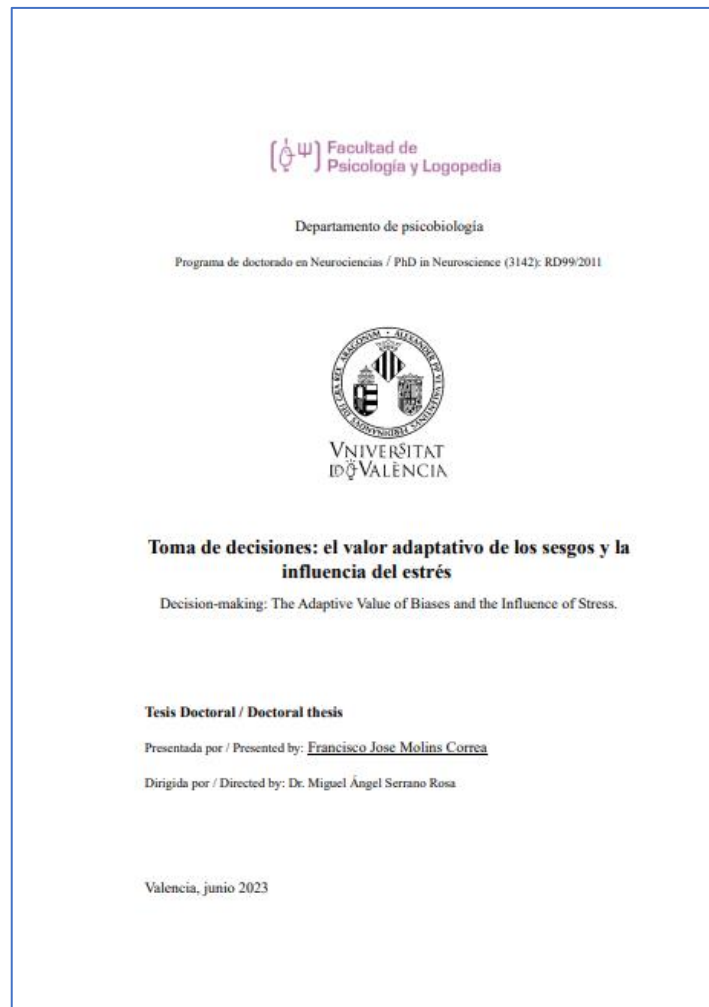 Facultad de
Psicología y Logopedia
Departamento de psicobiología
Programa de doctorado en Neurociencias / PhD in Neuroscience (3142): RD99/2011
VNIVERSITAT
ID VALÈNCIA
Toma de decisiones: el valor adaptativo de los sesgos y la
influencia del estrés
Decision-making: The Adaptive Value of Biases and the Influence of Stress.
Tesis Doctoral / Doctoral thesis
Presentada por / Presented by: Francisco Jose Molins Correa
Dirigida por / Directed by: Dr. Miguel Ángel Serrano Rosa
Valencia, junio 2023